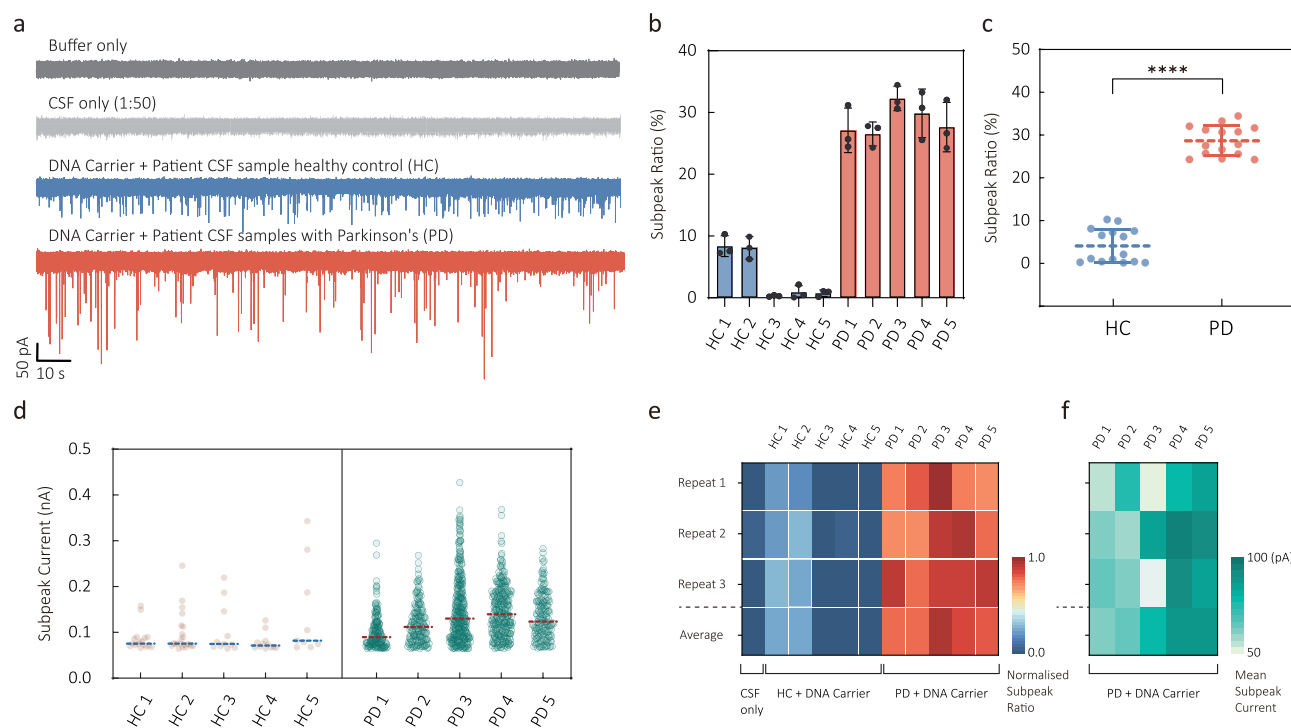 a
Buffer only
CSF only (1:50)
DNA Carrier + Patient CSF sample healthy control (HC)
DNA Carrier + Patient CSF samples with Parkinson's (PD)
50 pA
10 s
b
Subpeak Ratio (%)
40
30
20
10
0
HC 1
HC 2
HC 3
HC 4
HC 5
PD 1
PD 2
PD 3
PD 4
PD 5
c
Subpeak Ratio (%)
50
40
30
20
10
0
****
HC
PD
d
Subpeak Current (nA)
0.5
0.4
0.3
0.2
0.1
0.0
HC 1
HC 2
HC 3
HC 4
HC 5
PD 1
PD 2
PD 3
PD 4
PD 5
e
HC 1
HC 2
HC 3
HC 4
HC 5
PD 1
PD 2
PD 3
PD 4
PD 5
Repeat 1
Repeat 2
Repeat 3
Average
CSF
only
HC + DNA Carrier
PD + DNA Carrier
1.0
0.0
Normalised
Subpeak
Ratio
f
PD 1
PD 2
PD 3
PD 4
PD 5
PD + DNA Carrier
100 (pA)
50
Mean
Subpeak
Current